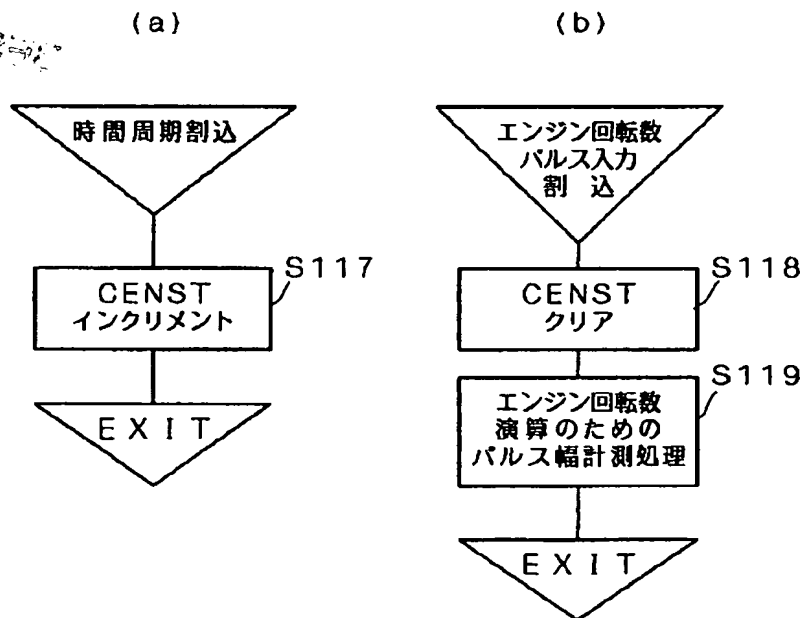 (a)
時間周期割込
CENST
インクリメント
S117
EXIT
(b)
エンジン回転数
パルス入力
割込
CENST
クリア
S118
エンジン回転数
演算のための
パルス幅計測処理
S119
EXIT